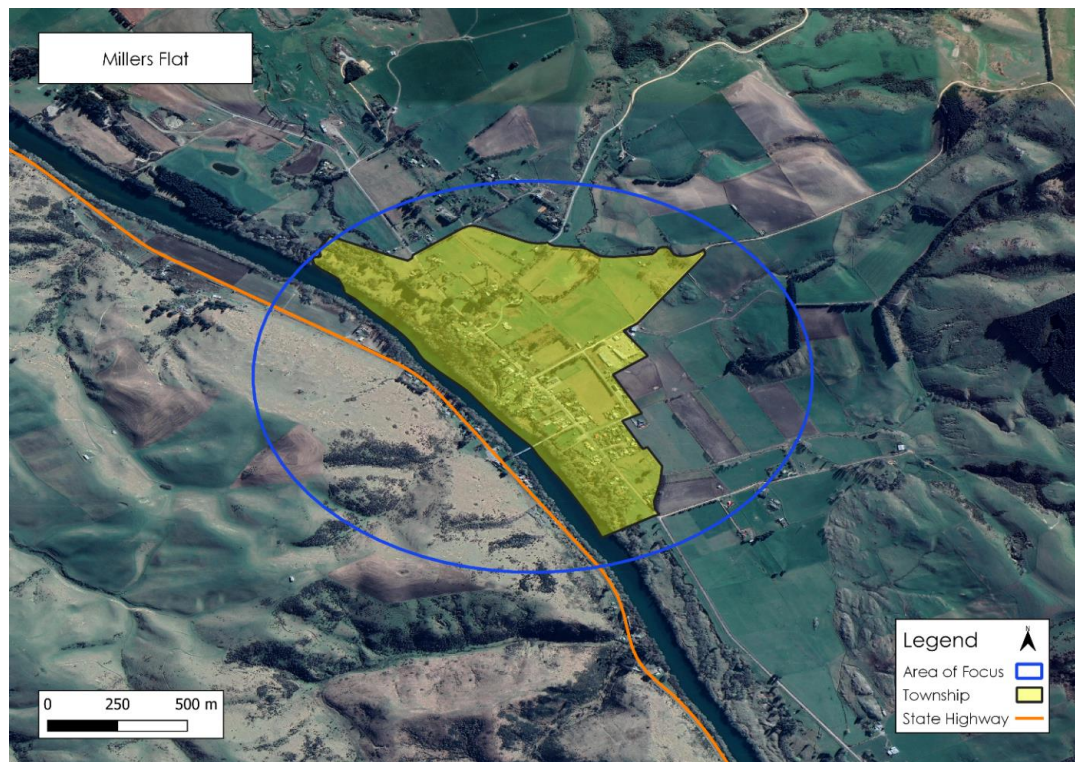 Millers Flat
Legend
N
Area of Focus
Township
State Highway
0 250 500 m